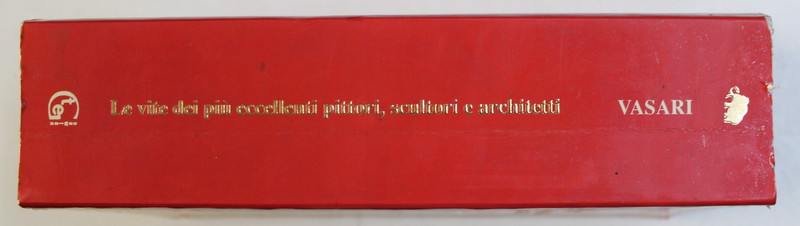 Le vite dei più eccellenti pittori, scultori e architetti
VASARI